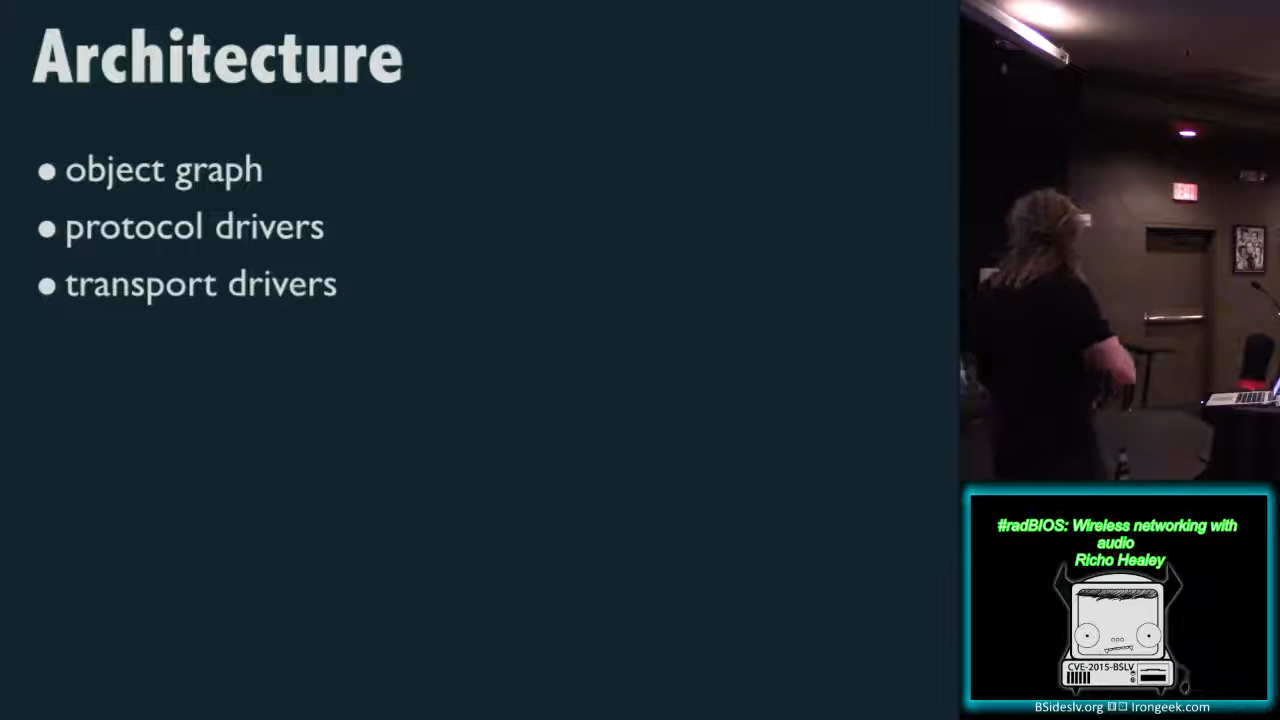 Architecture
• object graph
• protocol drivers
• transport drivers
EXIT
#radBIOS: Wireless networking with
audio
Richo Healey
CVE-2015-BSLV
BSideslv.org Irongeek.com